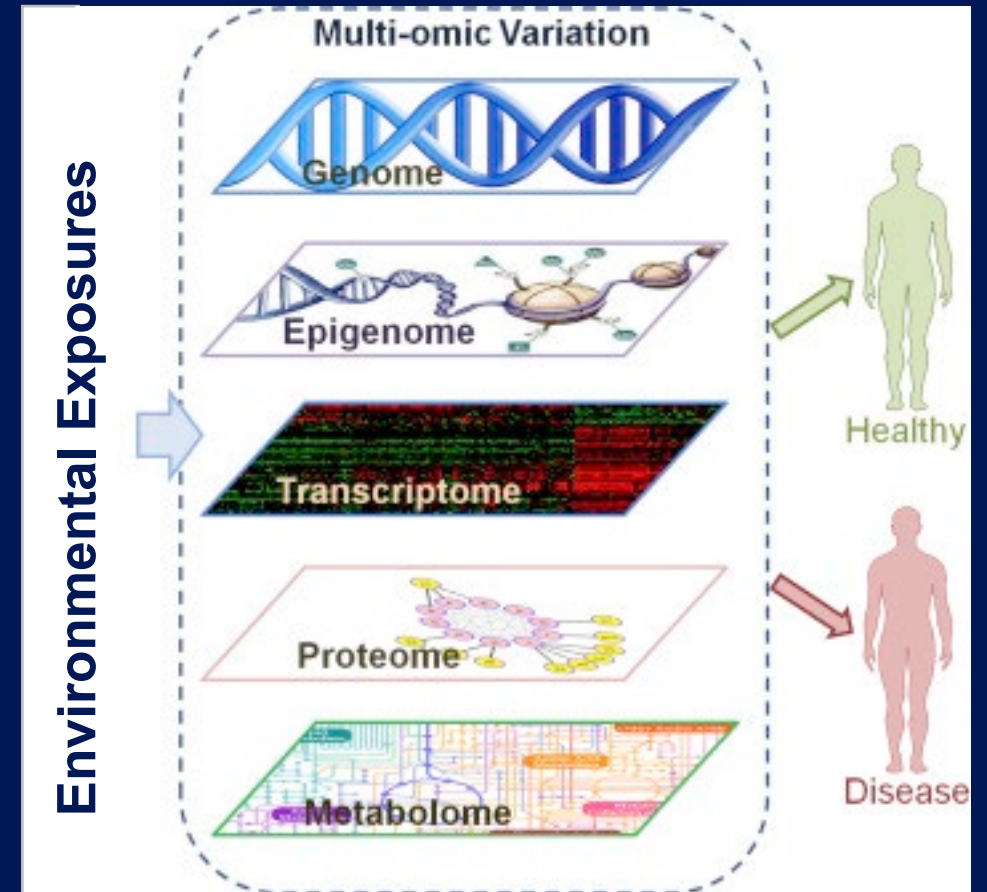 Multi-omic Variation
Environmental Exposures
Genome
Epigenome
Transcriptome
Proteome
Metabolome
Healthy
Disease